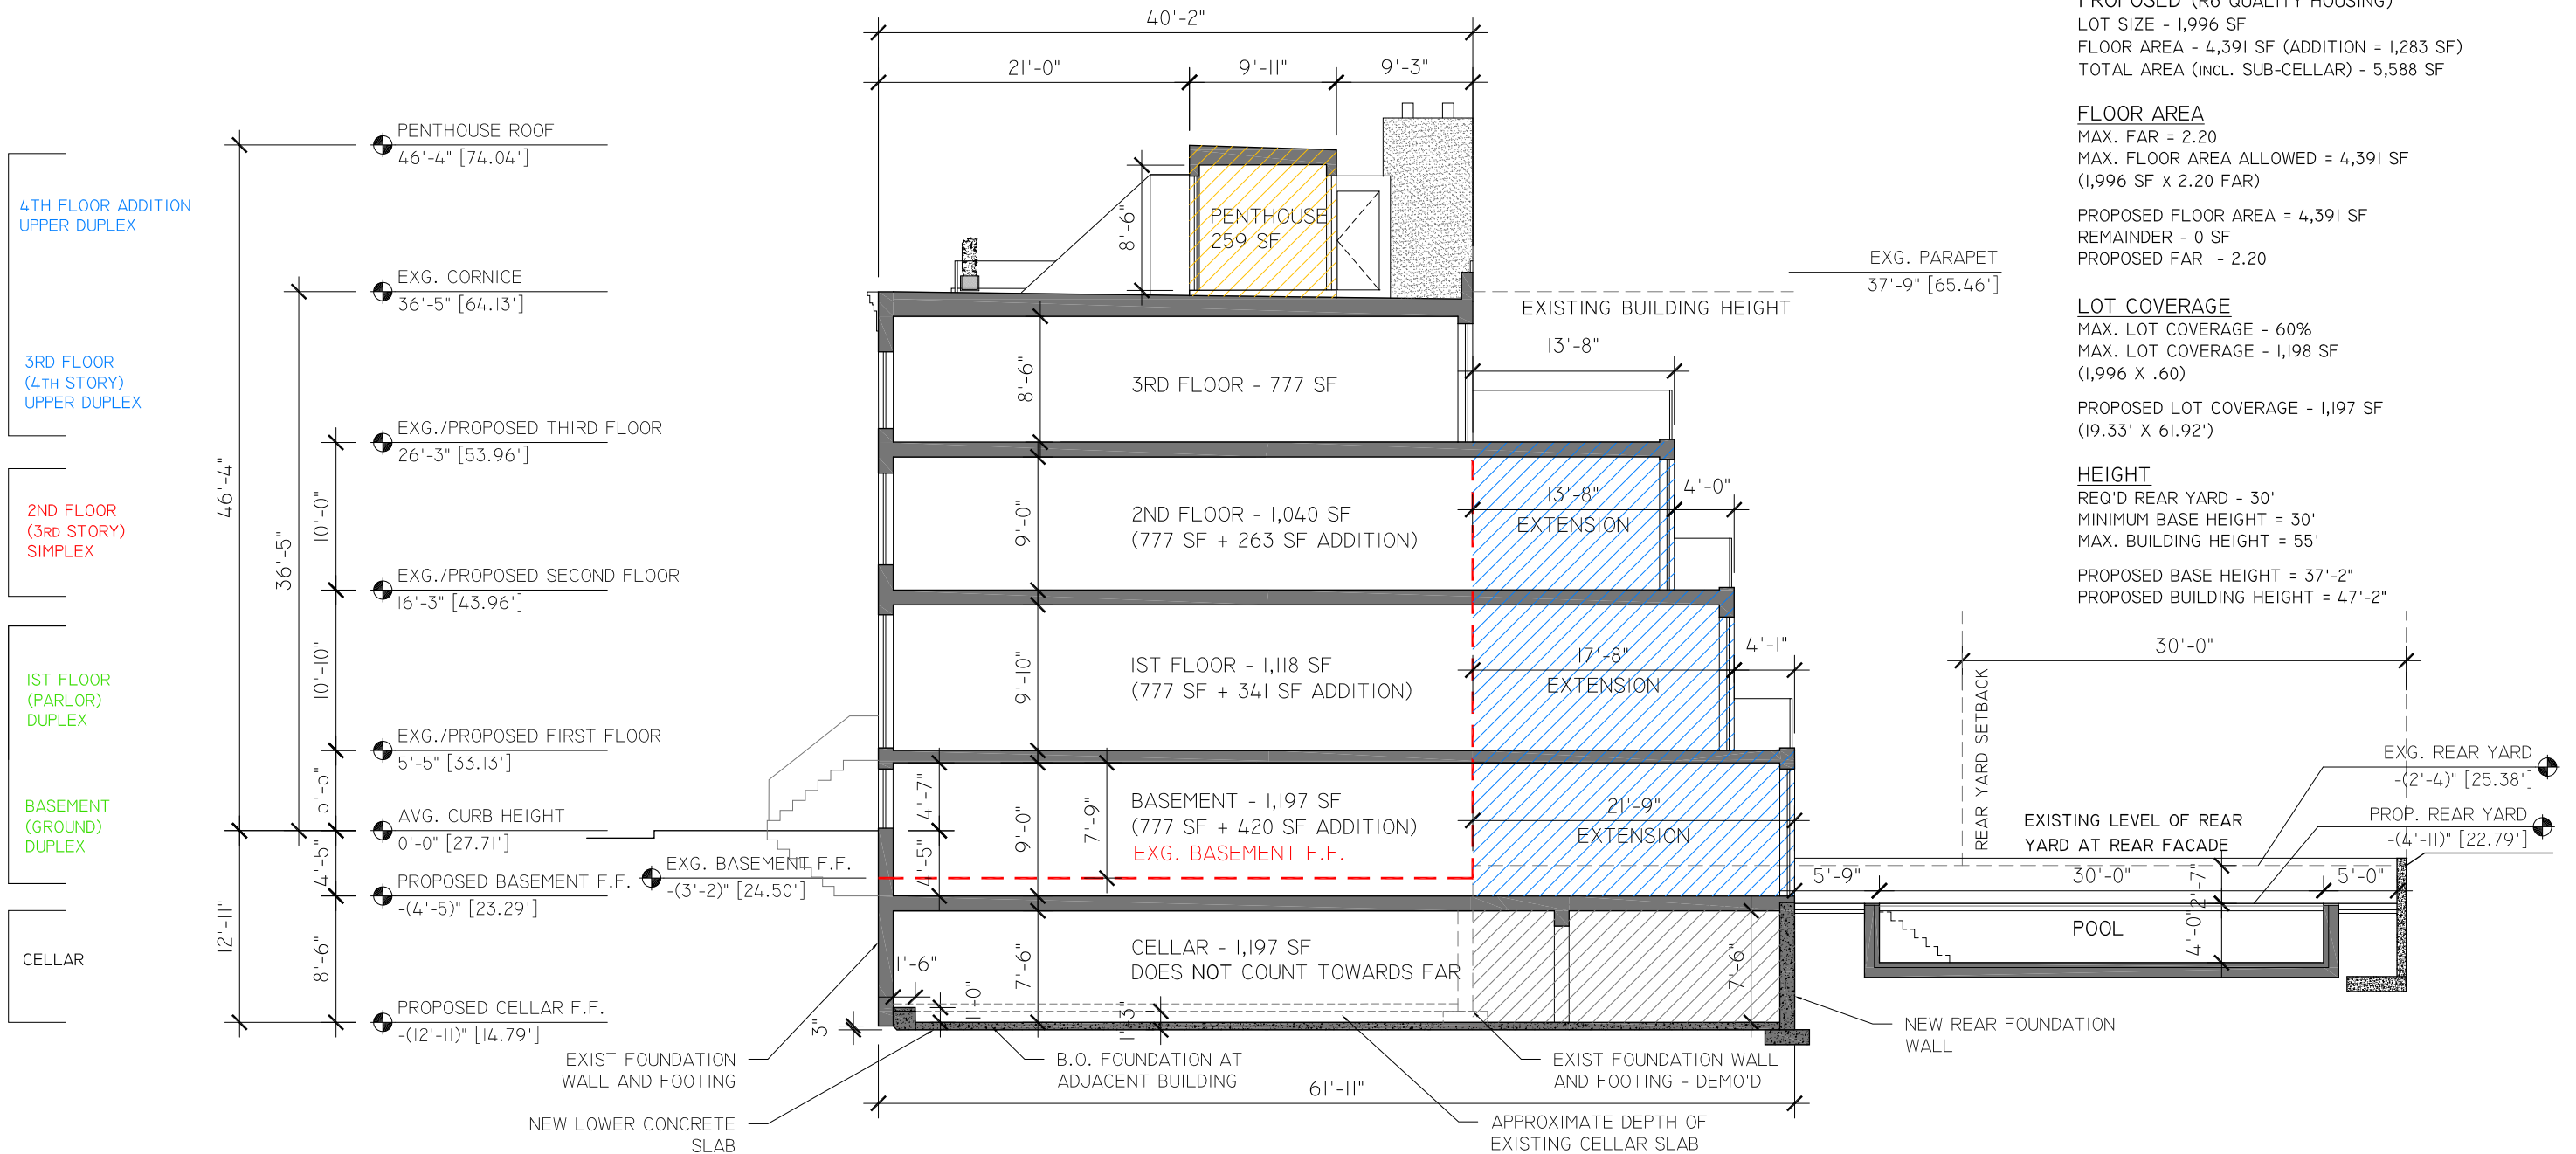 40'-2"
21'-0"
9'-11"
9'-3"
PENTHOUSE ROOF
46'-4" [74.04']
4TH FLOOR ADDITION
UPPER DUPLEX
EXG. CORNICE
36'-5" [64.13']
3RD FLOOR
(4TH STORY)
UPPER DUPLEX
EXG./PROPOSED THIRD FLOOR
26'-3" [53.96']
2ND FLOOR
(3RD STORY)
SIMPLEX
EXG./PROPOSED SECOND FLOOR
16'-3" [43.96']
1ST FLOOR
(PARLOR)
DUPLEX
EXG./PROPOSED FIRST FLOOR
5'-5" [33.13']
BASEMENT
(GROUND)
DUPLEX
AVG. CURB HEIGHT
0'-0" [27.71']
EXG. BASEMENT F.F.
-(3'-2") [24.50']
PROPOSED BASEMENT F.F.
-(4'-5)" [23.29']
CELLAR
PROPOSED CELLAR F.F.
-(12'-11)" [14.79']
46'-4"
36'-5"
10'-0"
10'-10"
5'-5"
4'-5"
12'-11"
8'-6"
8'-6"
PENTHOUSE
259 SF
EXG. PARAPET
37'-9" [65.46']
EXISTING BUILDING HEIGHT
13'-8"
8'-6"
3RD FLOOR - 777 SF
9'-0"
2ND FLOOR - 1,040 SF
(777 SF + 263 SF ADDITION)
13'-8"
EXTENSION
4'-0"
9'-10"
1ST FLOOR - 1,118 SF
(777 SF + 341 SF ADDITION)
17'-8"
EXTENSION
4'-1"
4'-7"
4'-5"
9'-0"
7'-9"
BASEMENT - 1,197 SF
(777 SF + 420 SF ADDITION)
EXG. BASEMENT F.F.
21'-9"
EXTENSION
CELLAR - 1,197 SF
DOES NOT COUNT TOWARDS FAR
1'-6"
1'-0"
7'-6"
7'-6"
3"
EXIST FOUNDATION
WALL AND FOOTING
NEW LOWER CONCRETE
SLAB
B.O. FOUNDATION AT
ADJACENT BUILDING
61'-11"
EXIST FOUNDATION WALL
AND FOOTING - DEMO'D
APPROXIMATE DEPTH OF
EXISTING CELLAR SLAB
NEW REAR FOUNDATION
WALL
30'-0"
REAR YARD SETBACK
EXG. REAR YARD
-(2'-4)" [25.38']
EXISTING LEVEL OF REAR
YARD AT REAR FACADE
PROP. REAR YARD
-(4'-11)" [22.79']
5'-9"
30'-0"
5'-0"
2'-7"
4'-0"
POOL
PROPOSED (R6 QUALITY HOUSING)
LOT SIZE - 1,996 SF
FLOOR AREA - 4,391 SF (ADDITION = 1,283 SF)
TOTAL AREA (INCL. SUB-CELLAR) - 5,588 SF
FLOOR AREA
MAX. FAR = 2.20
MAX. FLOOR AREA ALLOWED = 4,391 SF
(1,996 SF X 2.20 FAR)
PROPOSED FLOOR AREA = 4,391 SF
REMAINDER - 0 SF
PROPOSED FAR - 2.20
LOT COVERAGE
MAX. LOT COVERAGE - 60%
MAX. LOT COVERAGE - 1,198 SF
(1,996 X .60)
PROPOSED LOT COVERAGE - 1,197 SF
(19.33' X 61.92')
HEIGHT
REQ'D REAR YARD - 30'
MINIMUM BASE HEIGHT = 30'
MAX. BUILDING HEIGHT = 55'
PROPOSED BASE HEIGHT = 37'-2"
PROPOSED BUILDING HEIGHT = 47'-2"